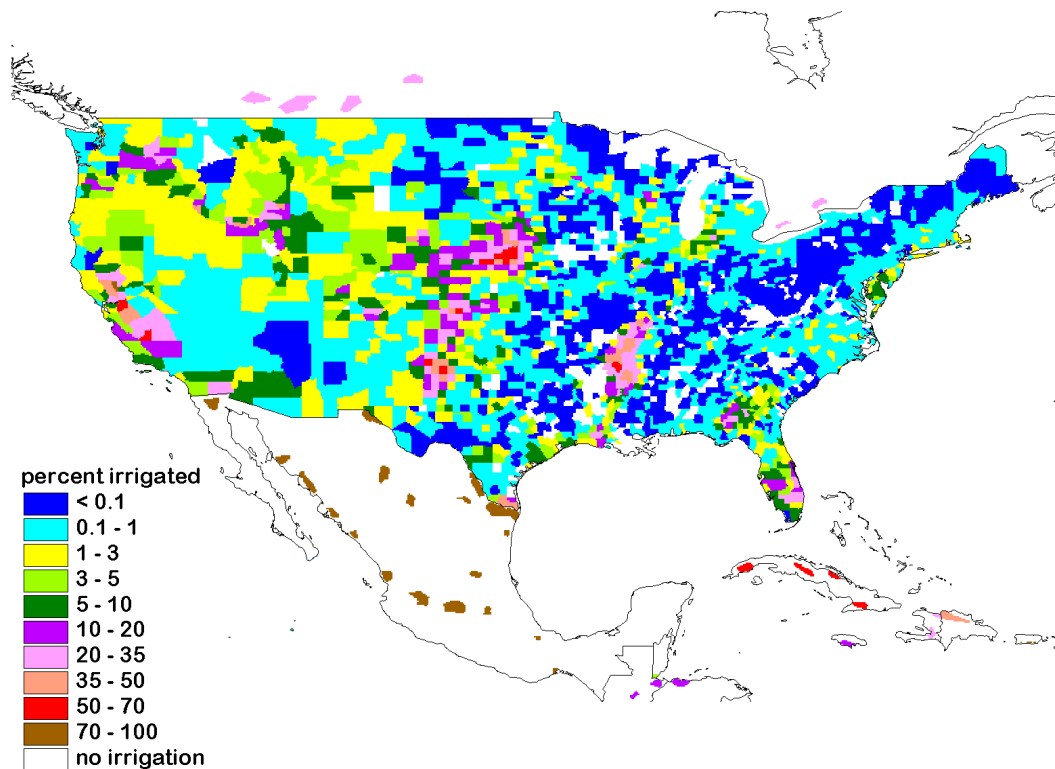 percent irrigated
< 0.1
0.1 - 1
1 - 3
3 - 5
5 - 10
10 - 20
20 - 35
35 - 50
50 - 70
70 - 100
no irrigation